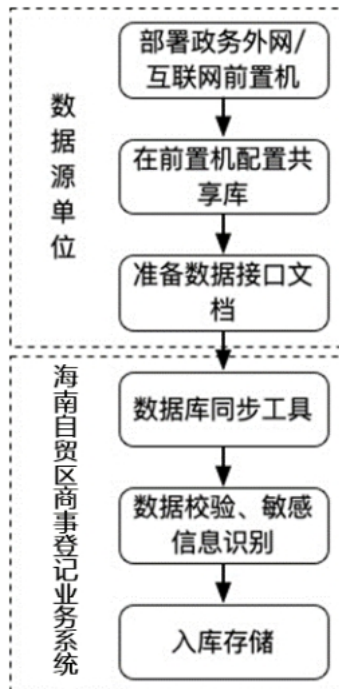 数据源单位
部署政务外网/
互联网前置机
在前置机配置共
享库
准备数据接口文
档
海南自贸区商事登记业务系统
数据库同步工具
数据校验、敏感
信息识别
入库存储